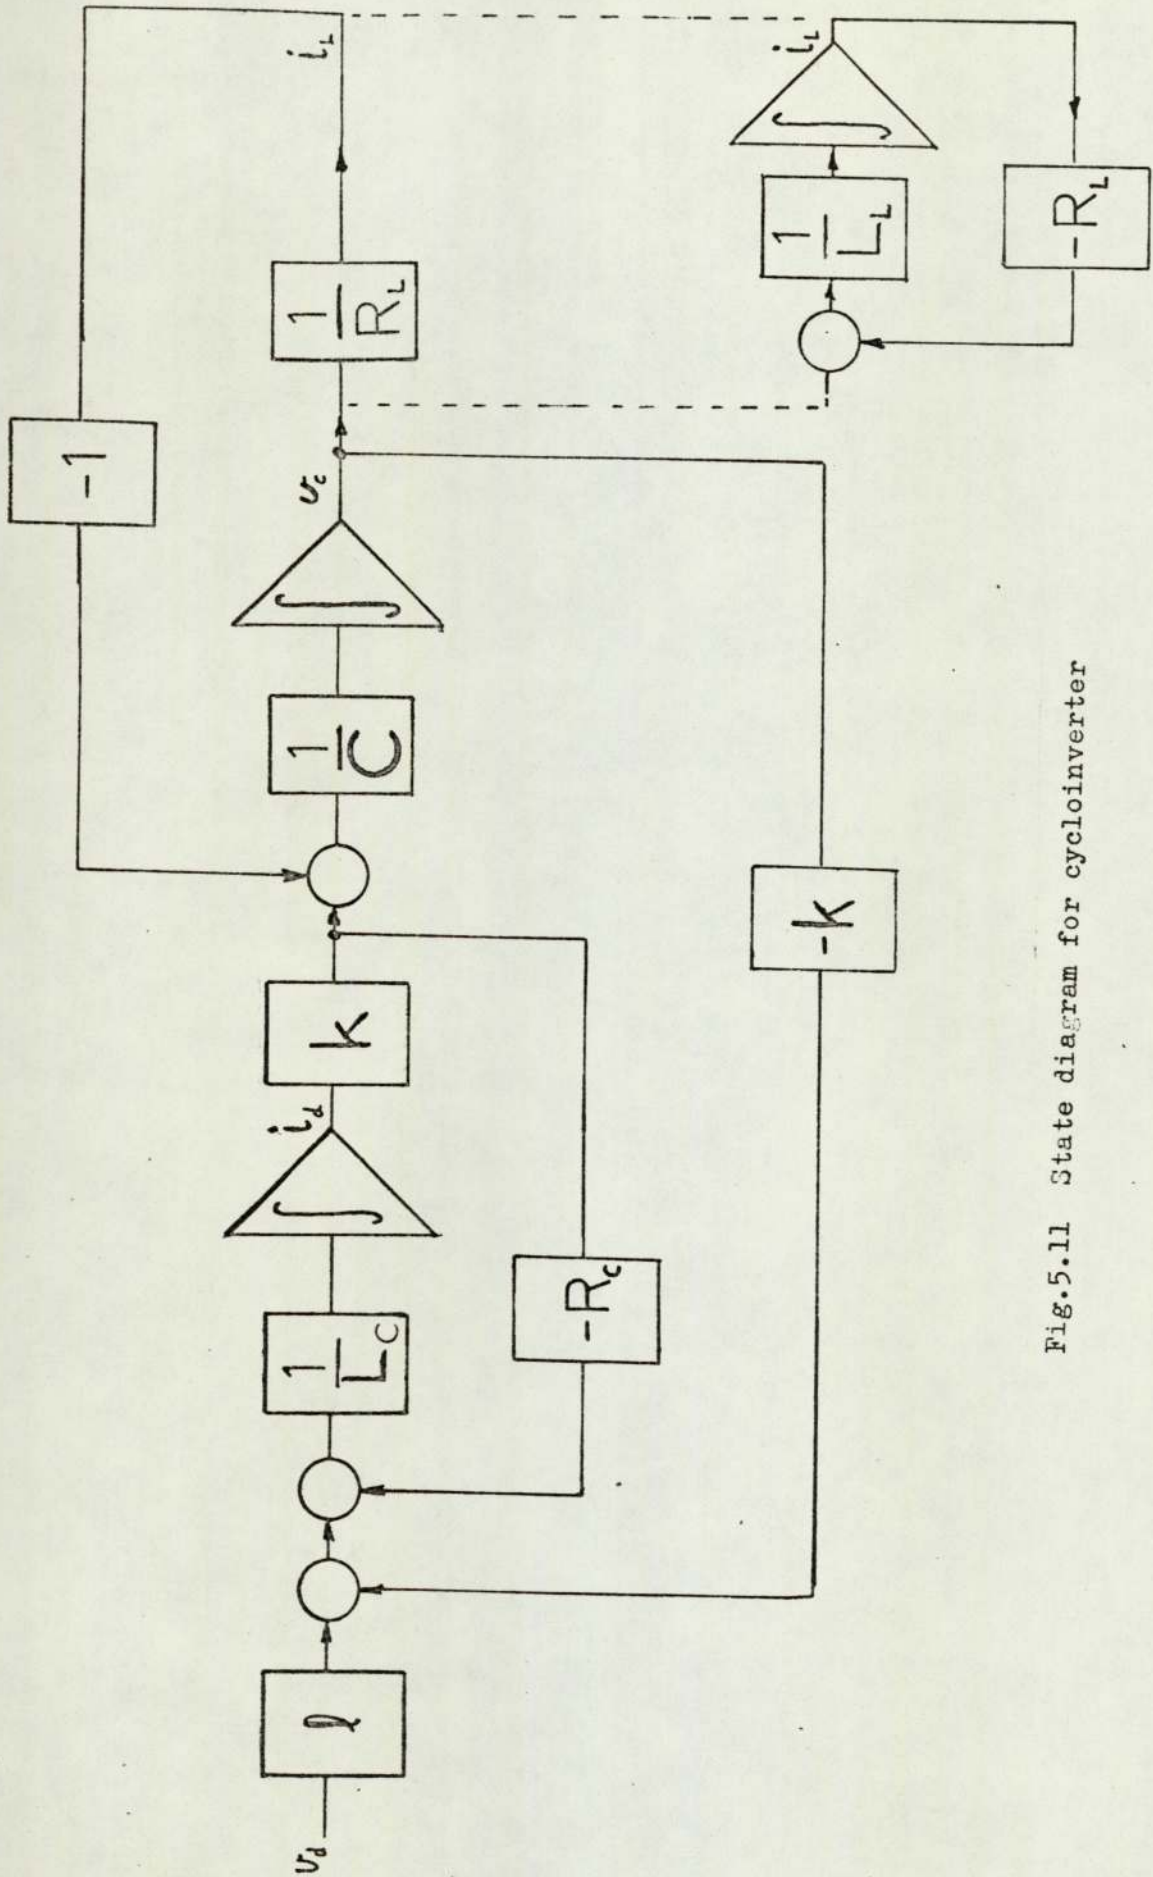 -1
i_L
i_L
v_d
l
1/L_C
∫
i_d
k
1/C
∫
v_c
1/R_L
-R_C
-k
1/L_L
∫
-R_L
Fig.5.11 State diagram for cycloinverter